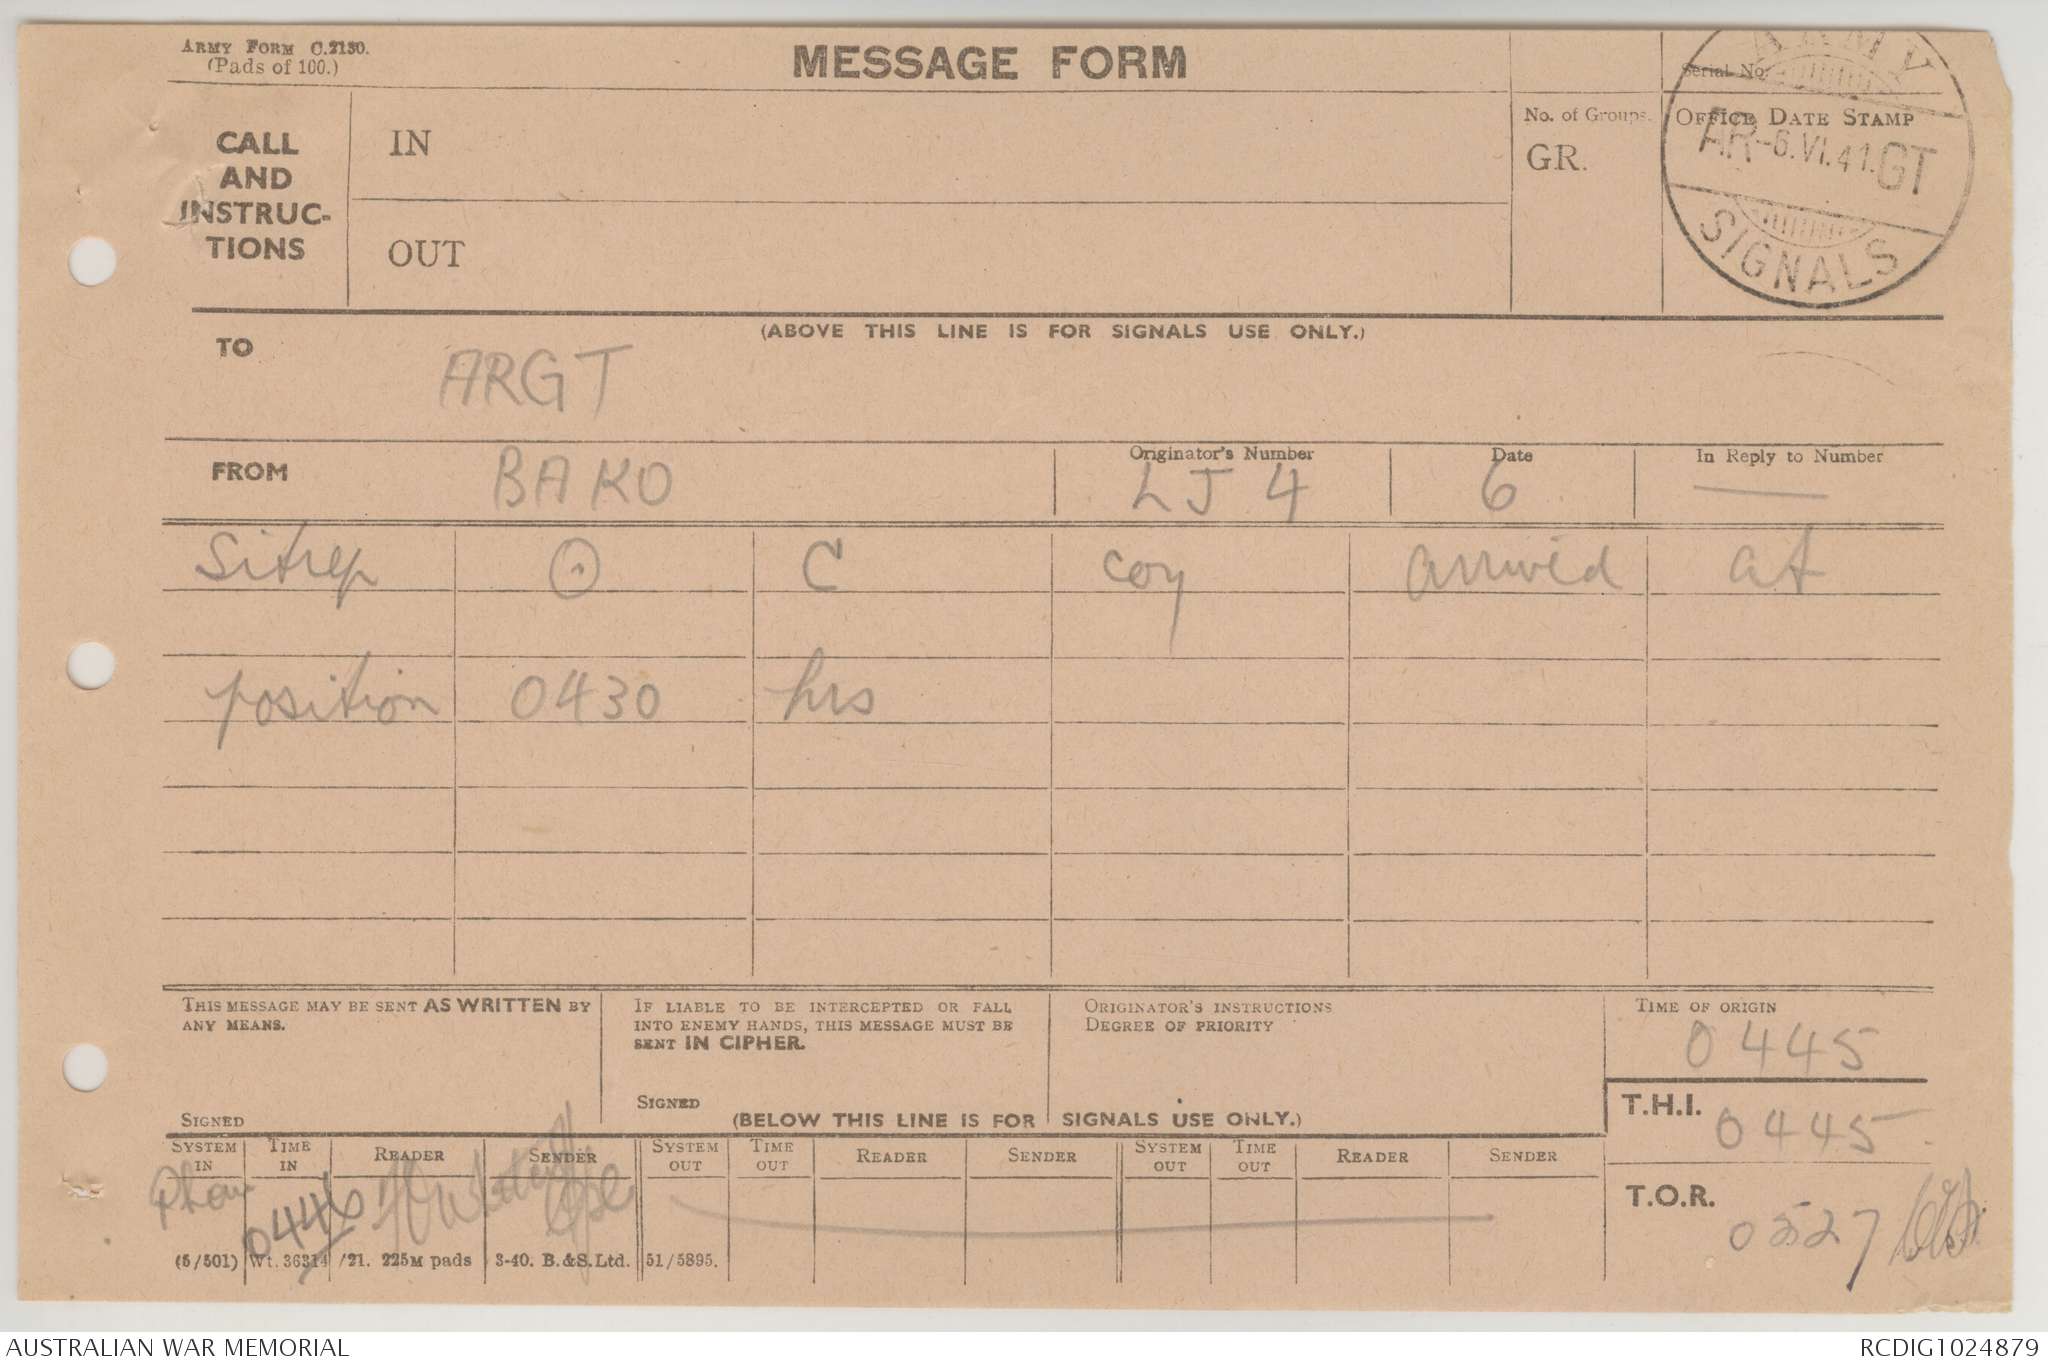 ARMY FORM C.2130.
(Pads of 100.)
MESSAGE FORM
Serial No.
CALL
AND
INSTRUC-
TIONS
IN
OUT
No. of Groups.
GR.
OFFICE DATE STAMP
ARMY
AR -6.VI.41.GT
SIGNALS
(ABOVE THIS LINE IS FOR SIGNALS USE ONLY.)
TO
ARGT
FROM
BAKO
Originator's Number
LJ 4
Date
6
In Reply to Number
—
Sitrep ⊙ C coy arrived at
position 0430 hrs
THIS MESSAGE MAY BE SENT AS WRITTEN BY
ANY MEANS.
SIGNED
IF LIABLE TO BE INTERCEPTED OR FALL
INTO ENEMY HANDS, THIS MESSAGE MUST BE
SENT IN CIPHER.
SIGNED
ORIGINATOR'S INSTRUCTIONS
DEGREE OF PRIORITY
TIME OF ORIGIN
0445
(BELOW THIS LINE IS FOR SIGNALS USE ONLY.)
T.H.I. 0445
SYSTEM IN
TIME IN
READER
SENDER
SYSTEM OUT
TIME OUT
READER
SENDER
SYSTEM OUT
TIME OUT
READER
SENDER
Phone 0446
T.O.R. 0527
(5/501) Wt. 36314 /21. 225M pads 3-40. B.&S.Ltd. 51/5895.
AUSTRALIAN WAR MEMORIAL
RCDIG1024879